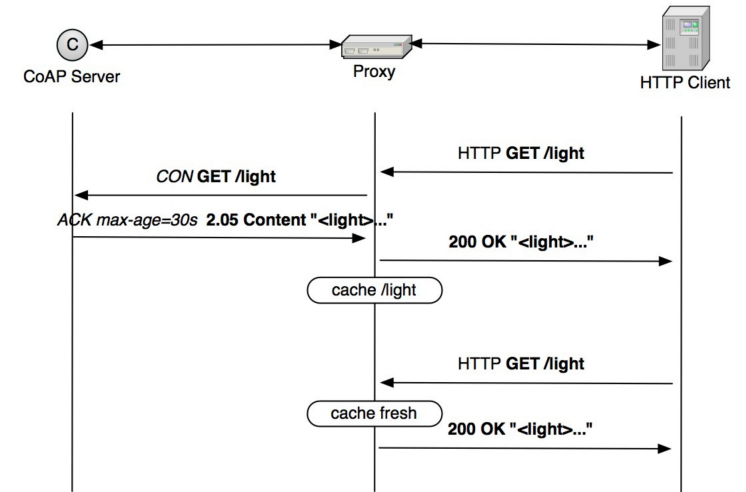 C
CoAP Server
Proxy
HTTP Client
HTTP GET /light
CON GET /light
ACK max-age=30s 2.05 Content "<light>..."
200 OK "<light>..."
cache /light
HTTP GET /light
cache fresh
200 OK "<light>..."